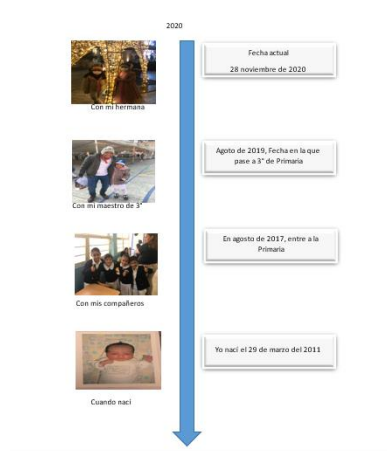 2020
Fecha actual
28 noviembre de 2020
Con mi hermana
Agoto de 2019, Fecha en la que
pase a 3° de Primaria
Con mi maestro de 3°
En agosto de 2017, entre a la
Primaria
Con mis compañeros
Yo nací el 29 de marzo del 2011
Cuando nací